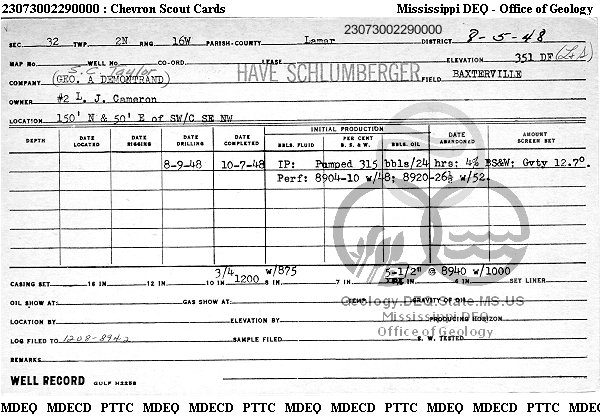 23073002290000 : Chevron Scout Cards Mississippi DEQ - Office of Geology
23073002290000
SEC. 32 TWP. 2N RNG. 16W PARISH-COUNTY Lamar DISTRICT 8-5-48
MAP NO. WELL NO. CO-ORD. LEASE ELEVATION 351 DF
S.C. Taylor
COMPANY (GEO. A DEMONTRAND) HAVE SCHLUMBERGER FIELD BAXTERVILLE
OWNER #2 L. J. Cameron
LOCATION 150' N & 50' E of SW/C SE NW
DEPTH DATE LOCATED DATE RIGGING DATE DRILLING DATE COMPLETED INITIAL PRODUCTION BBLS. FLUID PER CENT B. S. & W. BBLS. OIL DATE ABANDONED AMOUNT SCREEN SET
8-9-48 10-7-48 IP: Pumped 315 bbls/24 hrs: 4% BS&W: Gvty 12.7°.
Perf: 8904-10 w/48; 8920-26½ w/52.
3/4 w/875 5-1/2" @ 8940 w/1000
CASING SET: 16 IN. 12 IN. 10 IN. 1200 8 IN. 7 IN. IN. 4 IN. SET LINER
OIL SHOW AT: GAS SHOW AT: TEMP. GRAVITY OF OIL
Geology.DEQ.State.MS.US
LOCATION BY ELEVATION BY PRODUCING HORIZON
Mississippi DEQ
Office of Geology
LOG FILED TO 1208-8942 SAMPLE FILED S. W. TESTED
REMARKS
WELL RECORD GULF H2258
MDEQ MDECD PTTC MDEQ MDECD PTTC MDEQ MDECD PTTC MDEQ MDEC